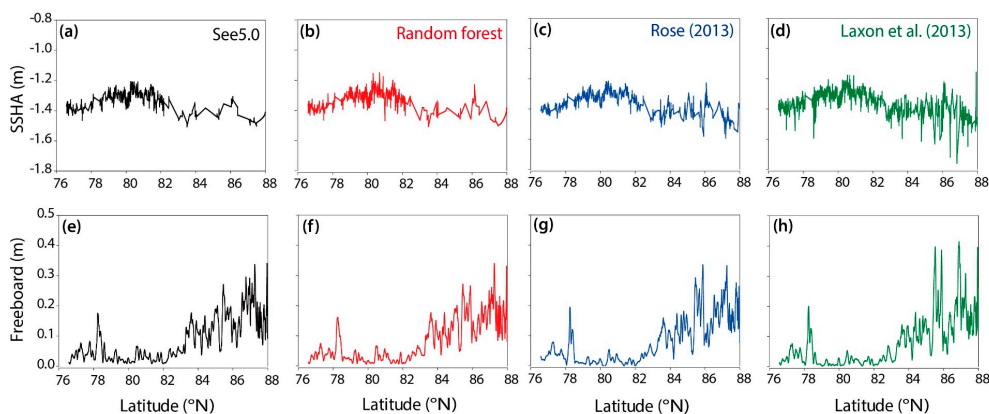 (a) See5.0
(b) Random forest
(c) Rose (2013)
(d) Laxon et al. (2013)
SSHA (m)
-0.8
-1.0
-1.2
-1.4
-1.6
-1.8
76 78 80 82 84 86 88
76 78 80 82 84 86 88
76 78 80 82 84 86 88
76 78 80 82 84 86 88
(e)
(f)
(g)
(h)
Freeboard (m)
0.5
0.4
0.3
0.2
0.1
0.0
76 78 80 82 84 86 88
76 78 80 82 84 86 88
76 78 80 82 84 86 88
76 78 80 82 84 86 88
Latitude (°N)
Latitude (°N)
Latitude (°N)
Latitude (°N)